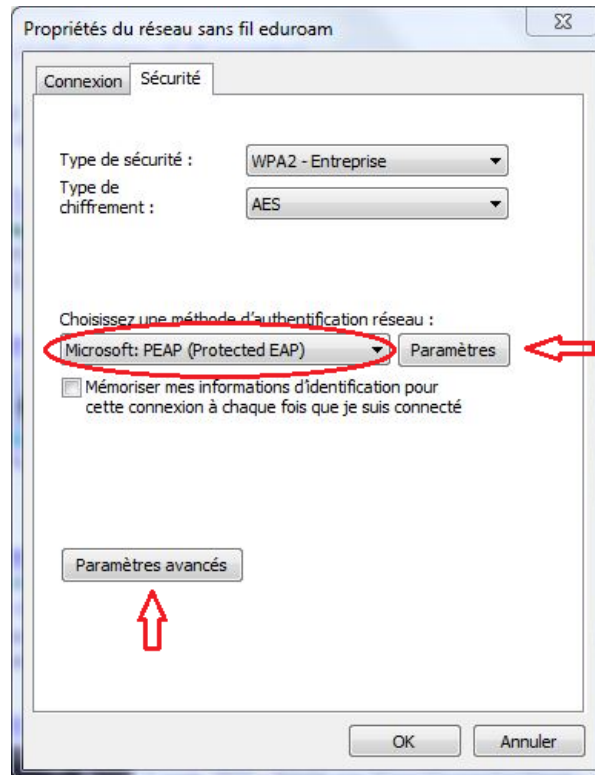 Propriétés du réseau sans fil eduroam
Connexion Sécurité
Type de sécurité : WPA2 - Entreprise
Type de
chiffrement : AES
Choisissez une méthode d'authentification réseau :
Microsoft: PEAP (Protected EAP) Paramètres
Mémoriser mes informations d'identification pour
cette connexion à chaque fois que je suis connecté
Paramètres avancés
OK Annuler